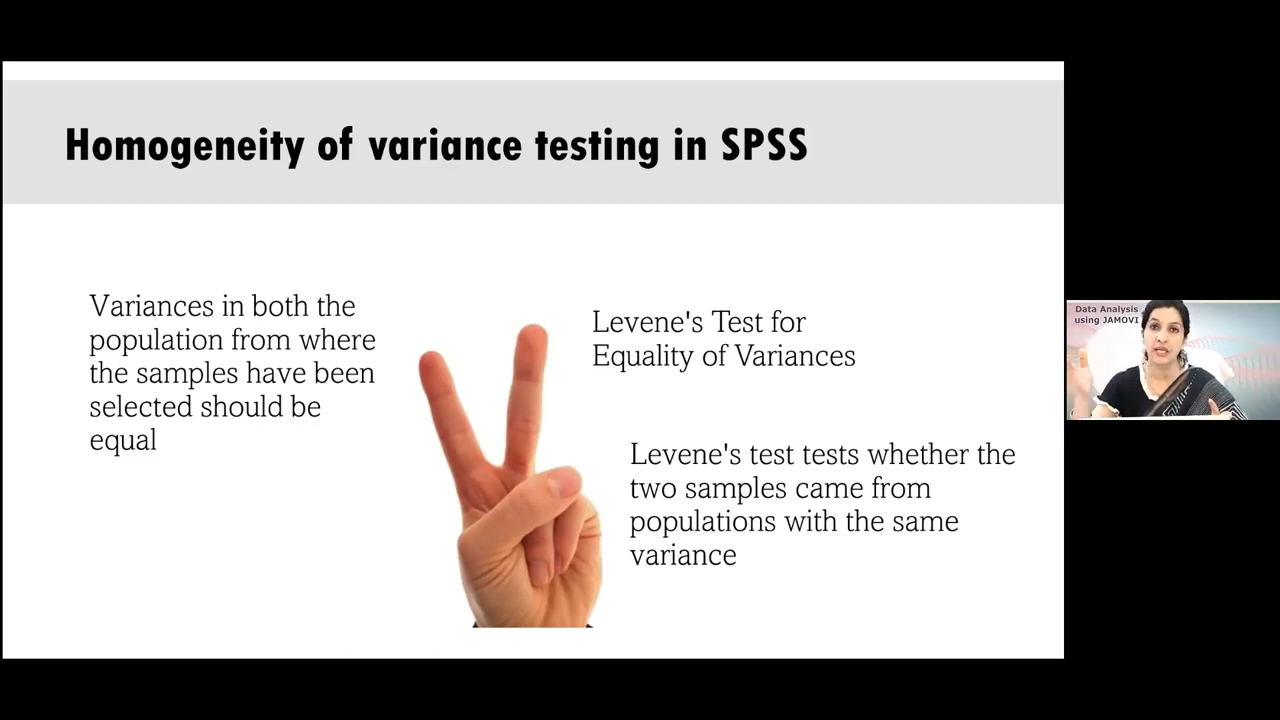 Homogeneity of variance testing in SPSS
Variances in both the
population from where
the samples have been
selected should be
equal
Levene's Test for
Equality of Variances
Levene's test tests whether the
two samples came from
populations with the same
variance
Data Analysis
using JAMOVI